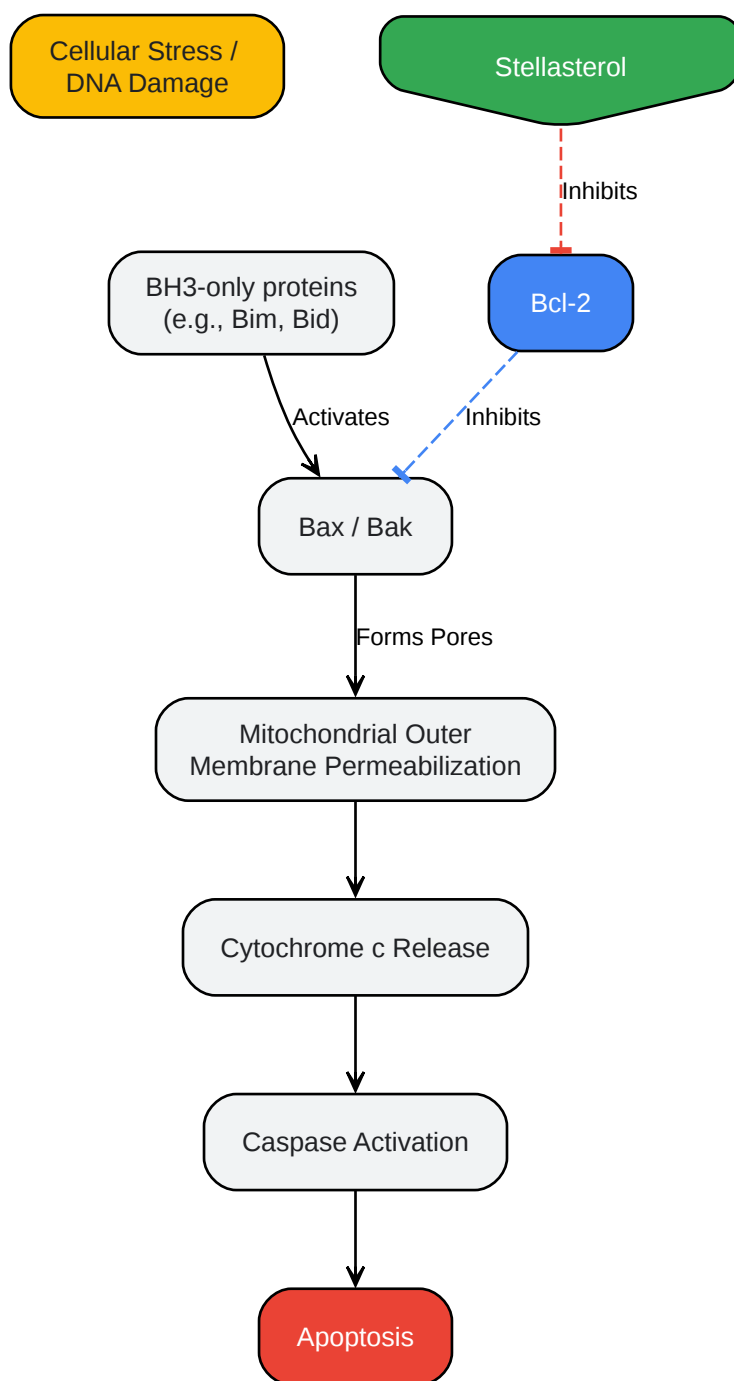 Cellular Stress /
DNA Damage
Stellasterol
Inhibits
BH3-only proteins
(e.g., Bim, Bid)
Bcl-2
Activates
Inhibits
Bax / Bak
Forms Pores
Mitochondrial Outer
Membrane Permeabilization
Cytochrome c Release
Caspase Activation
Apoptosis